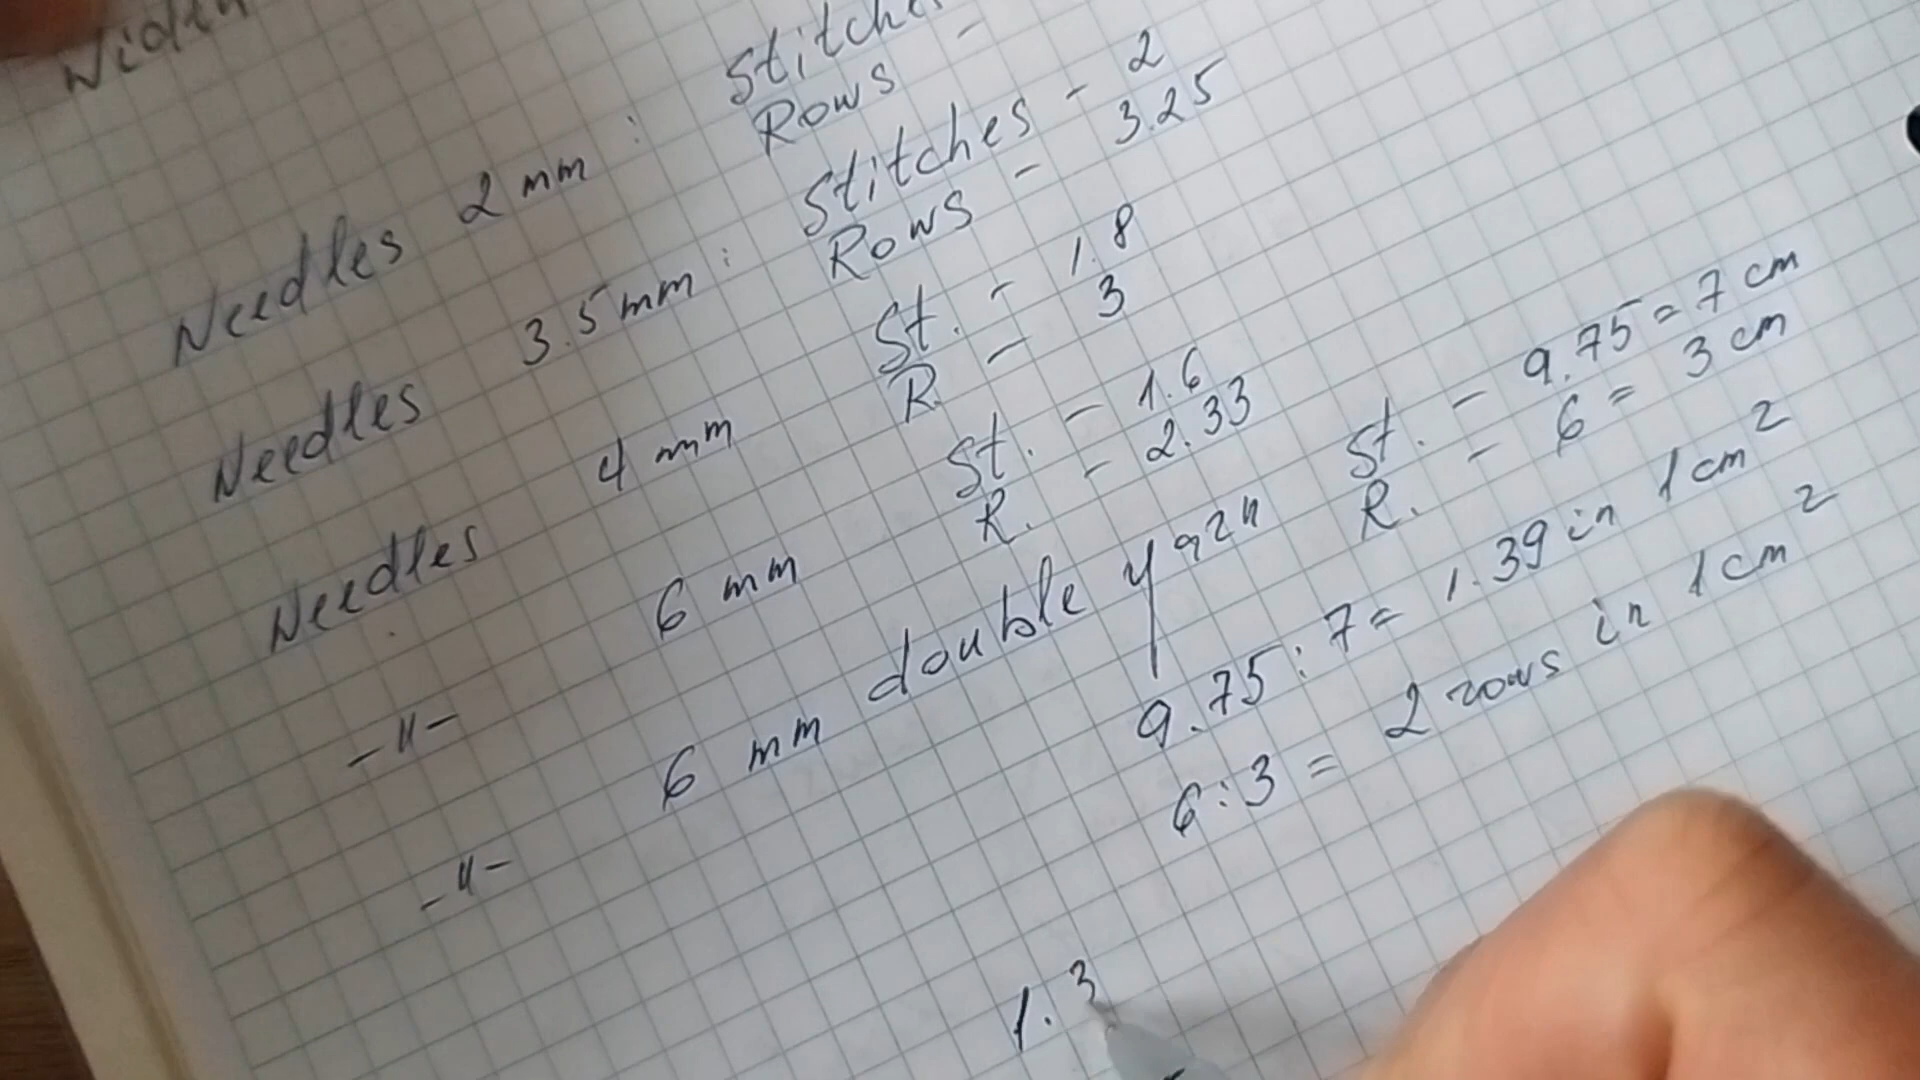 Width
Needles 2 mm : Stitches
Rows -
Needles 3.5 mm : Stitches - 2
Rows - 3.25
Needles 4 mm St. - 1.8
R. - 3
-"- 6 mm St. - 1.6
R. - 2.33
-"- 6 mm double yarn St. - 9.75 = 7 cm
R. - 6 = 3 cm
9.75 : 7 = 1.39 in 1 cm²
6 : 3 = 2 rows in 1 cm²
1.3